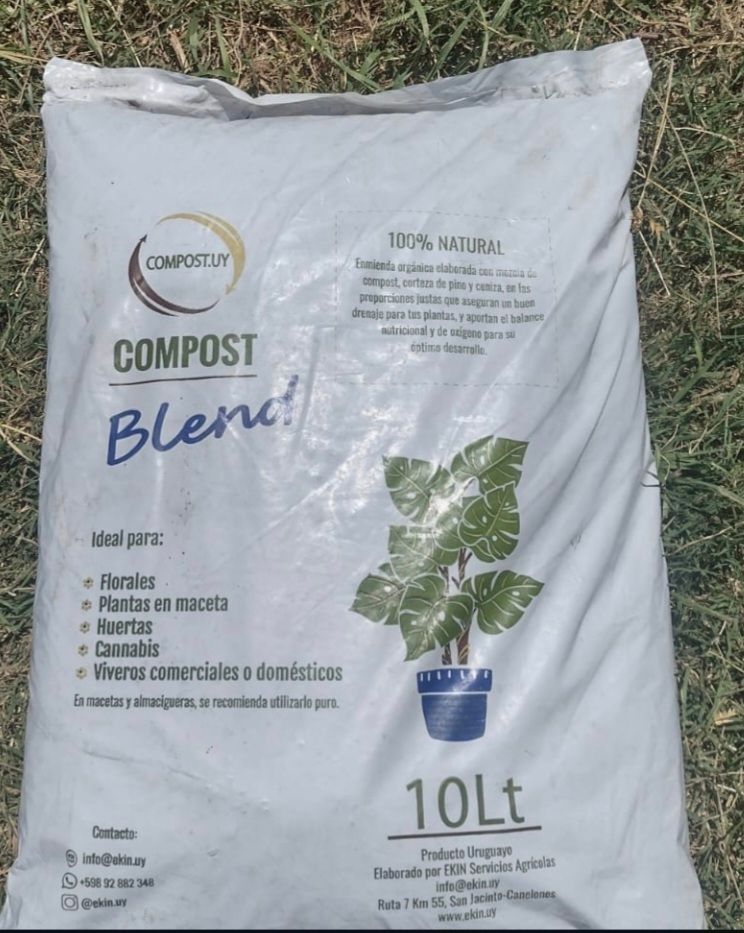 COMPOST.UY
COMPOST
Blend
100% NATURAL
Enmienda orgánica elaborada con mezcla de
compost, corteza de pino y ceniza, en las
proporciones justas que aseguran un buen
drenaje para tus plantas, y aportan el balance
nutricional y de oxígeno para su
óptimo desarrollo.
Ideal para:
Florales
Plantas en maceta
Huertas
Cannabis
Viveros comerciales o domésticos
En macetas y almacigueras, se recomienda utilizarlo puro.
10Lt
Contacto:
info@ekin.uy
+598 92 882 348
@ekin.uy
Producto Uruguayo
Elaborado por EKIN Servicios Agrícolas
info@ekin.uy
Ruta 7 Km 55, San Jacinto-Canelones
www.ekin.uy